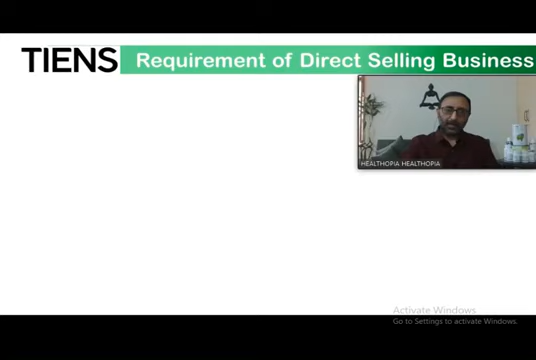 TIENS Requirement of Direct Selling Business
HEALTHOPIA HEALTHOPIA
Activate Windows
Go to Settings to activate Windows.